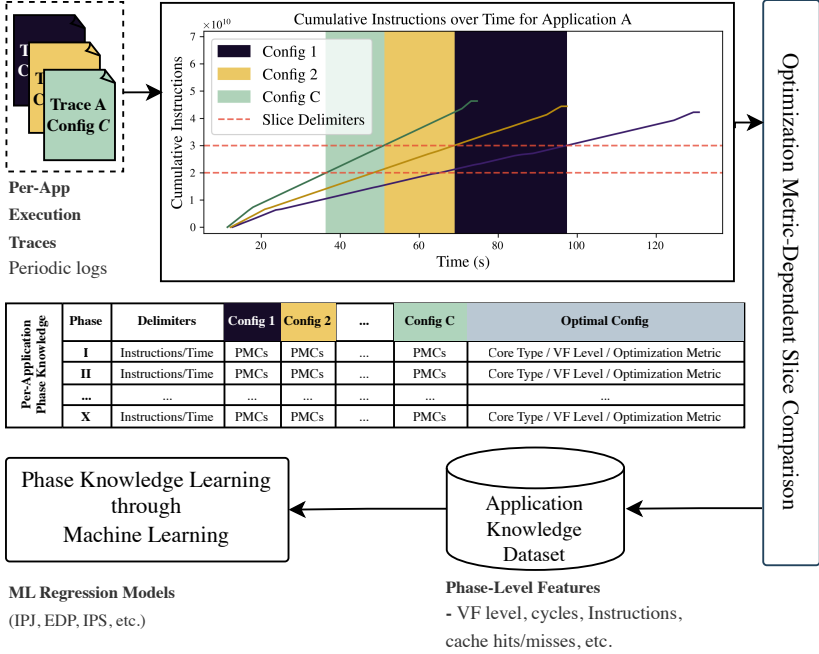 T
C
T
C
Trace A
Config C
Per-App
Execution
Traces
Periodic logs
Cumulative Instructions over Time for Application A
×10¹⁰
Cumulative Instructions
7
6
5
4
3
2
1
0
Config 1
Config 2
Config C
Slice Delimiters
20
40
60
80
100
120
Time (s)
Optimization Metric-Dependent Slice Comparison
Per-Application
Phase Knowledge
Phase Delimiters Config 1 Config 2 ... Config C Optimal Config
I Instructions/Time PMCs PMCs ... PMCs Core Type / VF Level / Optimization Metric
II Instructions/Time PMCs PMCs ... PMCs Core Type / VF Level / Optimization Metric
... ... ... ... ... ... ...
X Instructions/Time PMCs PMCs ... PMCs Core Type / VF Level / Optimization Metric
Phase Knowledge Learning
through
Machine Learning
Application
Knowledge
Dataset
ML Regression Models
(IPJ, EDP, IPS, etc.)
Phase-Level Features
- VF level, cycles, Instructions,
cache hits/misses, etc.